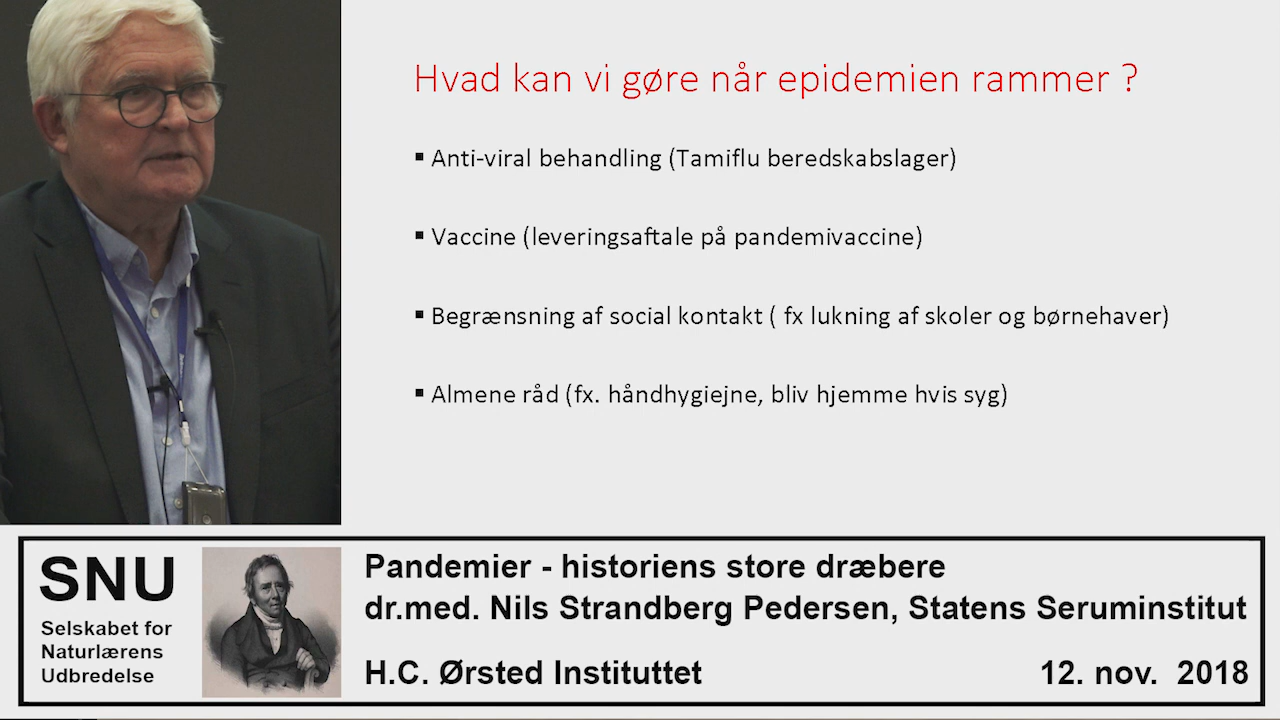 Hvad kan vi gøre når epidemien rammer ?
▪ Anti-viral behandling (Tamiflu beredskabslager)
▪ Vaccine (leveringsaftale på pandemivaccine)
▪ Begrænsning af social kontakt ( fx lukning af skoler og børnehaver)
▪ Almene råd (fx. håndhygiejne, bliv hjemme hvis syg)
SNU
Selskabet for
Naturlærens
Udbredelse
Pandemier - historiens store dræbere
dr.med. Nils Strandberg Pedersen, Statens Seruminstitut
H.C. Ørsted Instituttet 12. nov. 2018